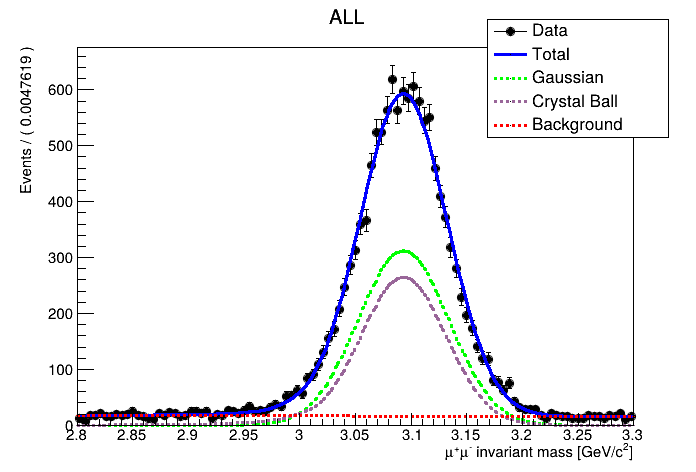 ALL
Data
Total
Gaussian
Crystal Ball
Background
Events / ( 0.0047619 )
600
500
400
300
200
100
0
2.8 2.85 2.9 2.95 3 3.05 3.1 3.15 3.2 3.25 3.3
μ⁺μ⁻ invariant mass [GeV/c²]